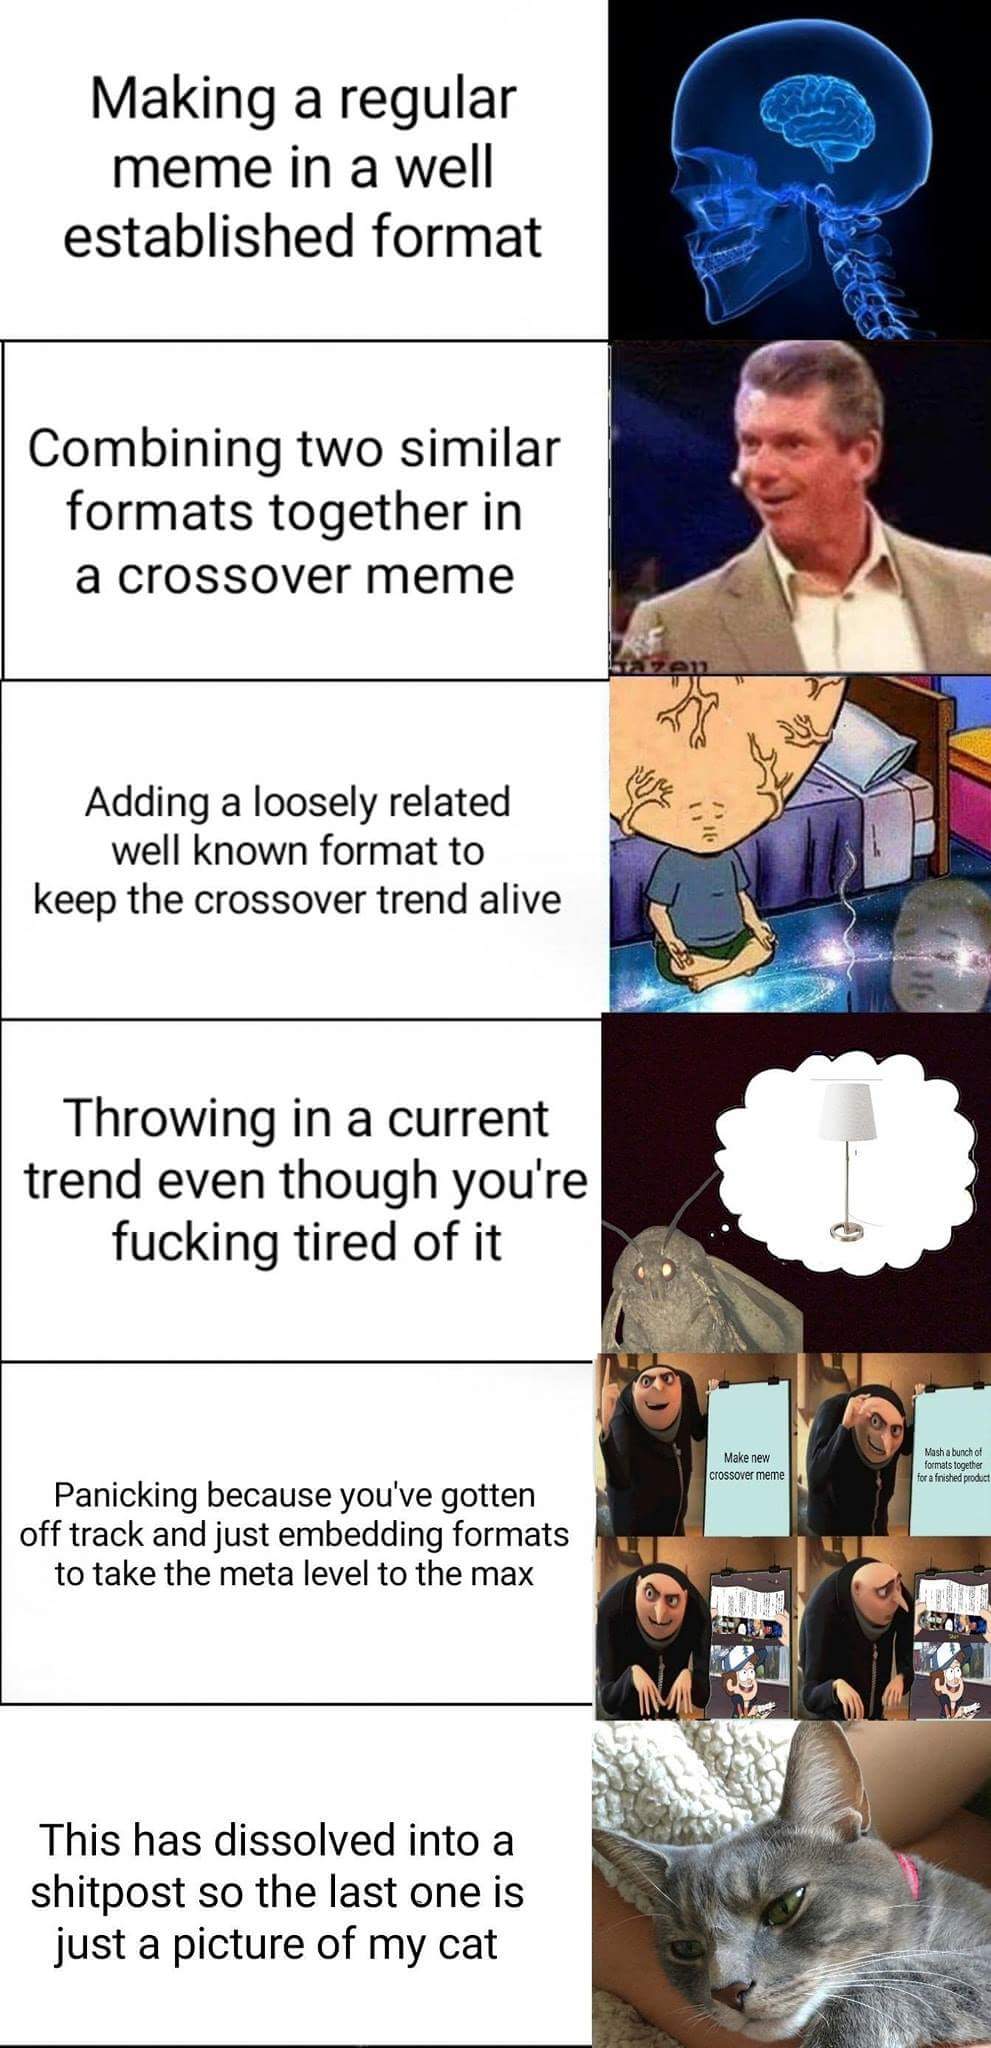 Making a regular
meme in a well
established format
Combining two similar
formats together in
a crossover meme
Adding a loosely related
well known format to
keep the crossover trend alive
Throwing in a current
trend even though you're
fucking tired of it
Panicking because you've gotten
off track and just embedding formats
to take the meta level to the max
Make new
crossover meme
Mash a bunch of
formats together
for a finished product
This has dissolved into a
shitpost so the last one is
just a picture of my cat